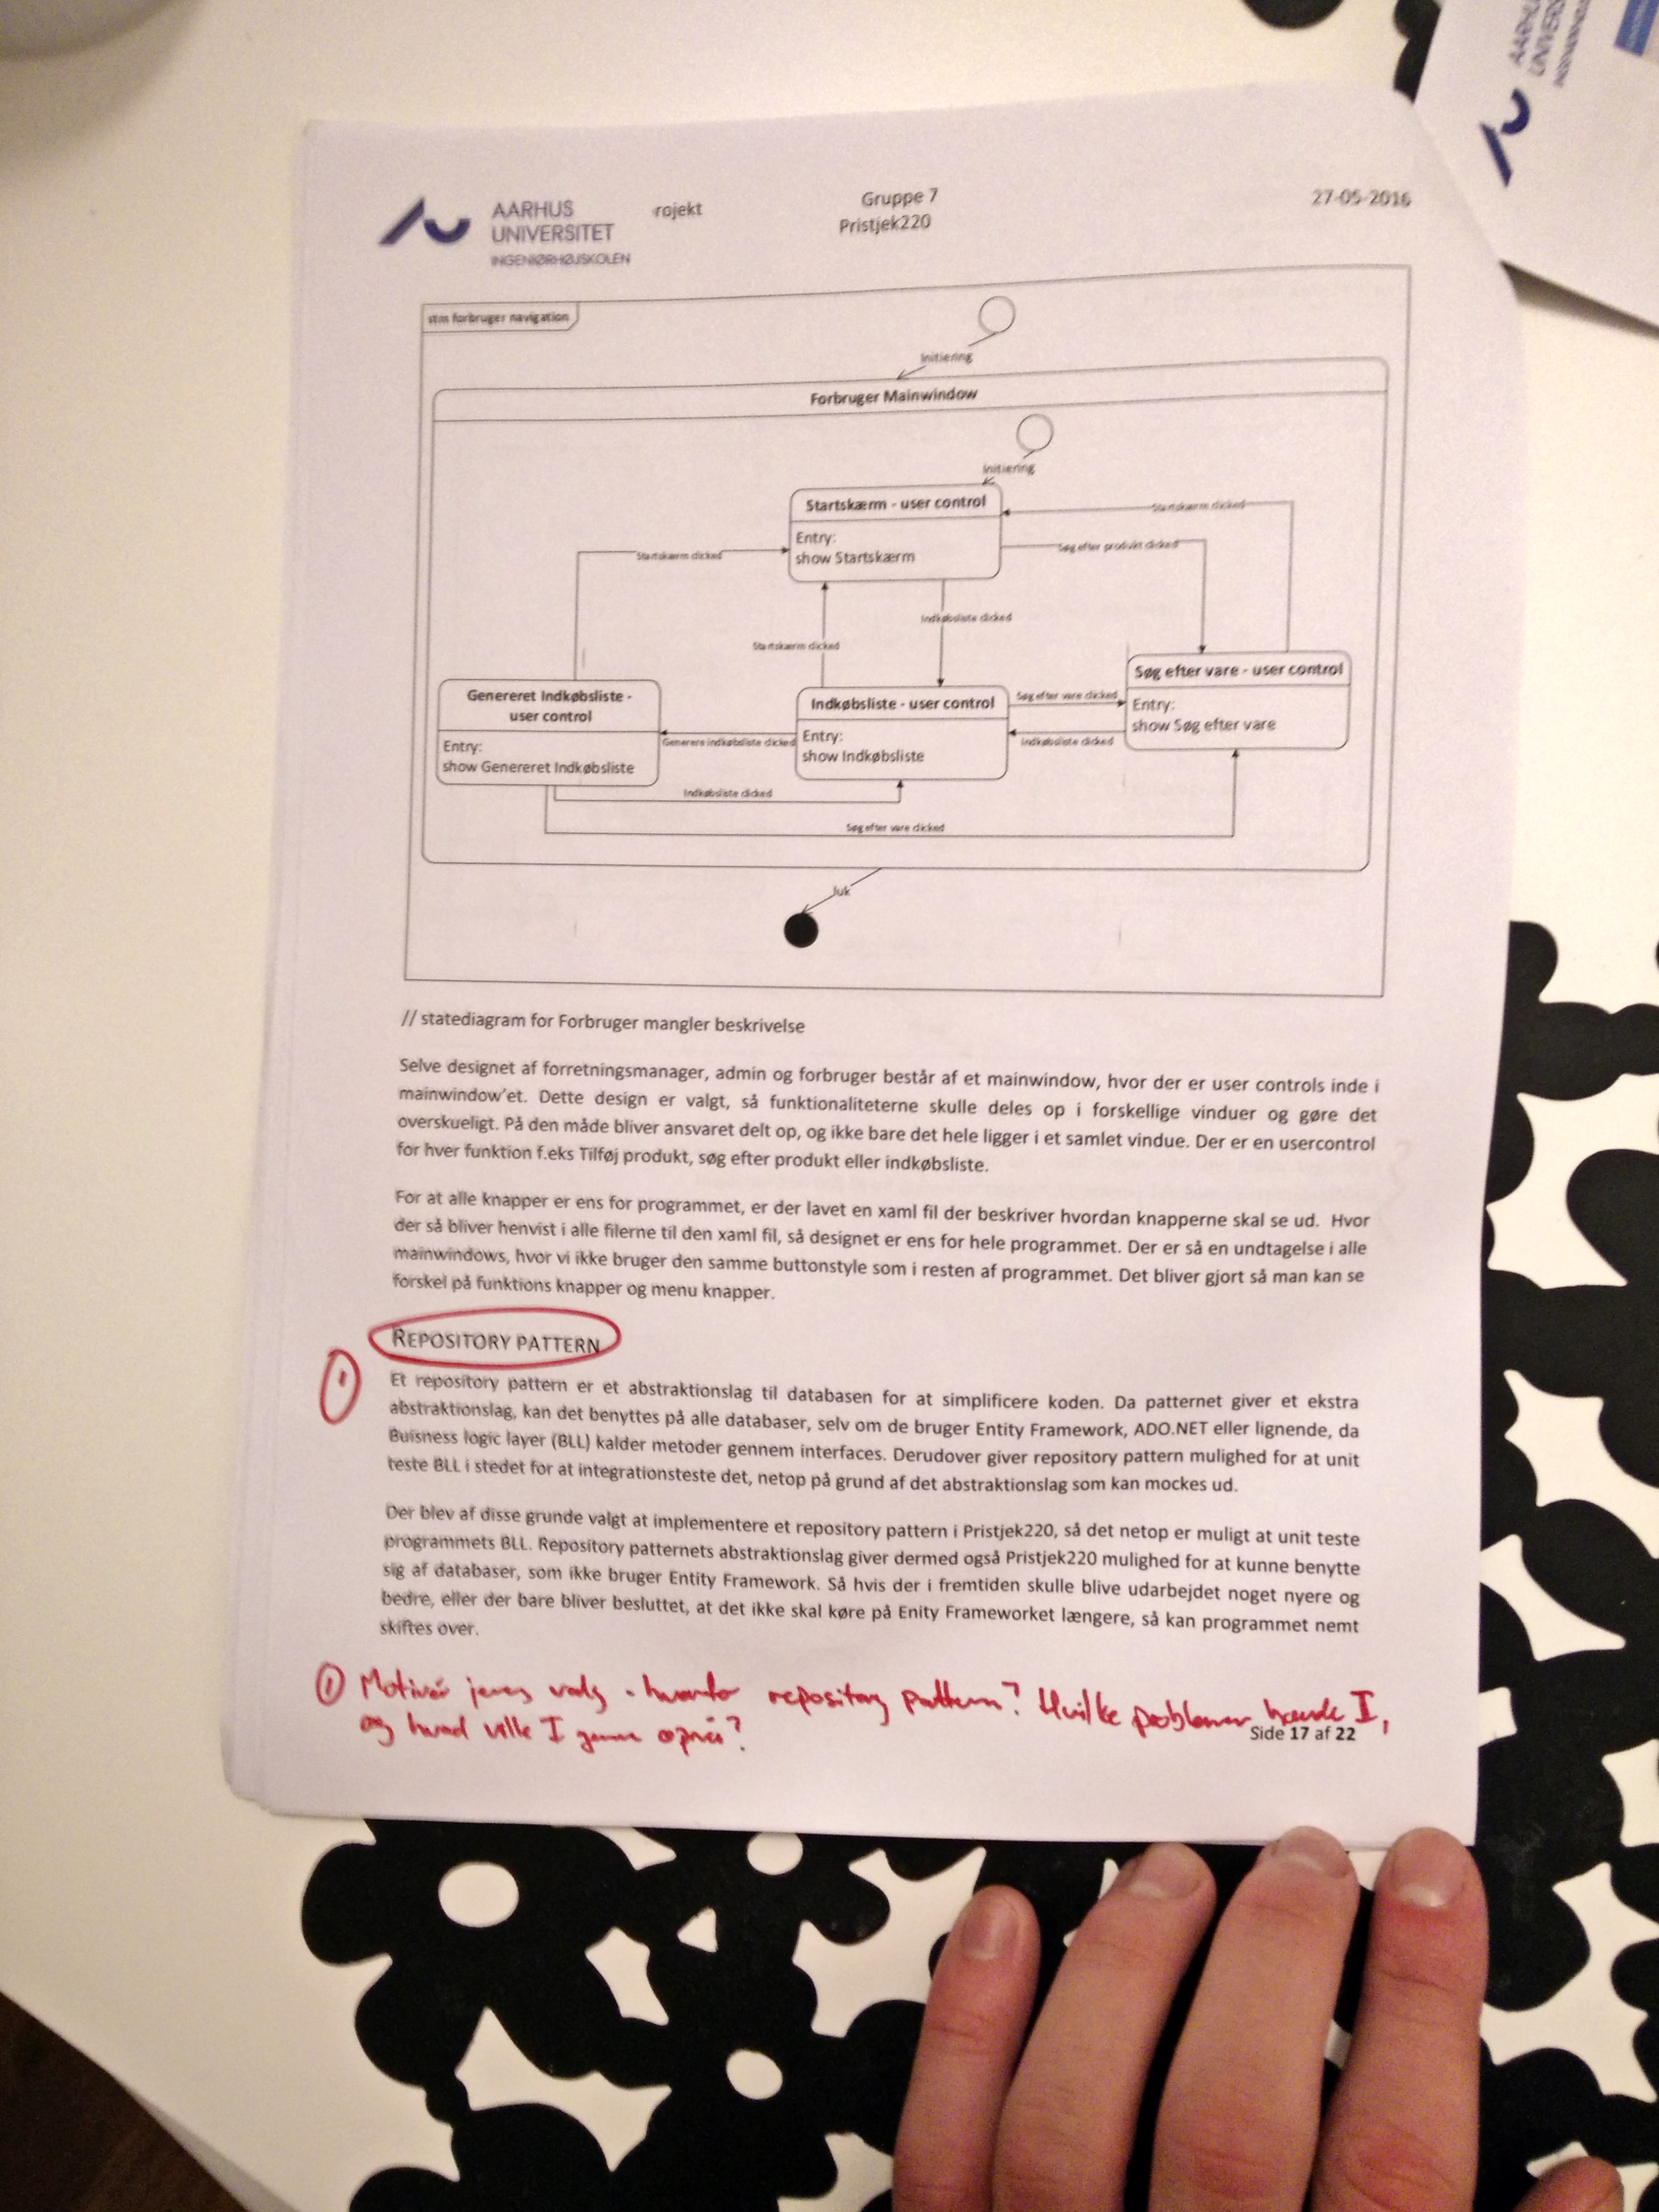 AARHUS
UNIVERSITET
INGENIØRHØJSKOLEN
rojekt
Gruppe 7
Pristjek220
27-05-2016
AARHU
UNIVERS
INGENIØRHØJ
stm forbruger navigation
Initiering
Forbruger Mainwindow
Initiering
Startskærm - user control
Entry:
show Startskærm
Startskærm clicked
Startskærm clicked
Søg efter produkt clicked
Indkøbsliste clicked
Startskærm clicked
Genereret Indkøbsliste -
user control
Entry:
show Genereret Indkøbsliste
Indkøbsliste - user control
Entry:
show Indkøbsliste
Søg efter vare - user control
Entry:
show Søg efter vare
Søg efter vare clicked
Indkøbsliste clicked
Generere indkøbsliste clicked
Indkøbsliste clicked
Søg efter vare clicked
luk
// statediagram for Forbruger mangler beskrivelse
Selve designet af forretningsmanager, admin og forbruger består af et mainwindow, hvor der er user controls inde i
mainwindow'et. Dette design er valgt, så funktionaliteterne skulle deles op i forskellige vinduer og gøre det
overskueligt. På den måde bliver ansvaret delt op, og ikke bare det hele ligger i et samlet vindue. Der er en usercontrol
for hver funktion f.eks Tilføj produkt, søg efter produkt eller indkøbsliste.
For at alle knapper er ens for programmet, er der lavet en xaml fil der beskriver hvordan knapperne skal se ud. Hvor
der så bliver henvist i alle filerne til den xaml fil, så designet er ens for hele programmet. Der er så en undtagelse i alle
mainwindows, hvor vi ikke bruger den samme buttonstyle som i resten af programmet. Det bliver gjort så man kan se
forskel på funktions knapper og menu knapper.
REPOSITORY PATTERN
1
Et repository pattern er et abstraktionslag til databasen for at simplificere koden. Da patternet giver et ekstra
abstraktionslag, kan det benyttes på alle databaser, selv om de bruger Entity Framework, ADO.NET eller lignende, da
Buisness logic layer (BLL) kalder metoder gennem interfaces. Derudover giver repository pattern mulighed for at unit
teste BLL i stedet for at integrationsteste det, netop på grund af det abstraktionslag som kan mockes ud.
Der blev af disse grunde valgt at implementere et repository pattern i Pristjek220, så det netop er muligt at unit teste
programmets BLL. Repository patternets abstraktionslag giver dermed også Pristjek220 mulighed for at kunne benytte
sig af databaser, som ikke bruger Entity Framework. Så hvis der i fremtiden skulle blive udarbejdet noget nyere og
bedre, eller der bare bliver besluttet, at det ikke skal køre på Enity Frameworket længere, så kan programmet nemt
skiftes over.
1 Motivér jeres valg - hvorfor repository pattern? Hvilke problemer havde I,
og hvad ville I gerne opnå?
Side 17 af 22